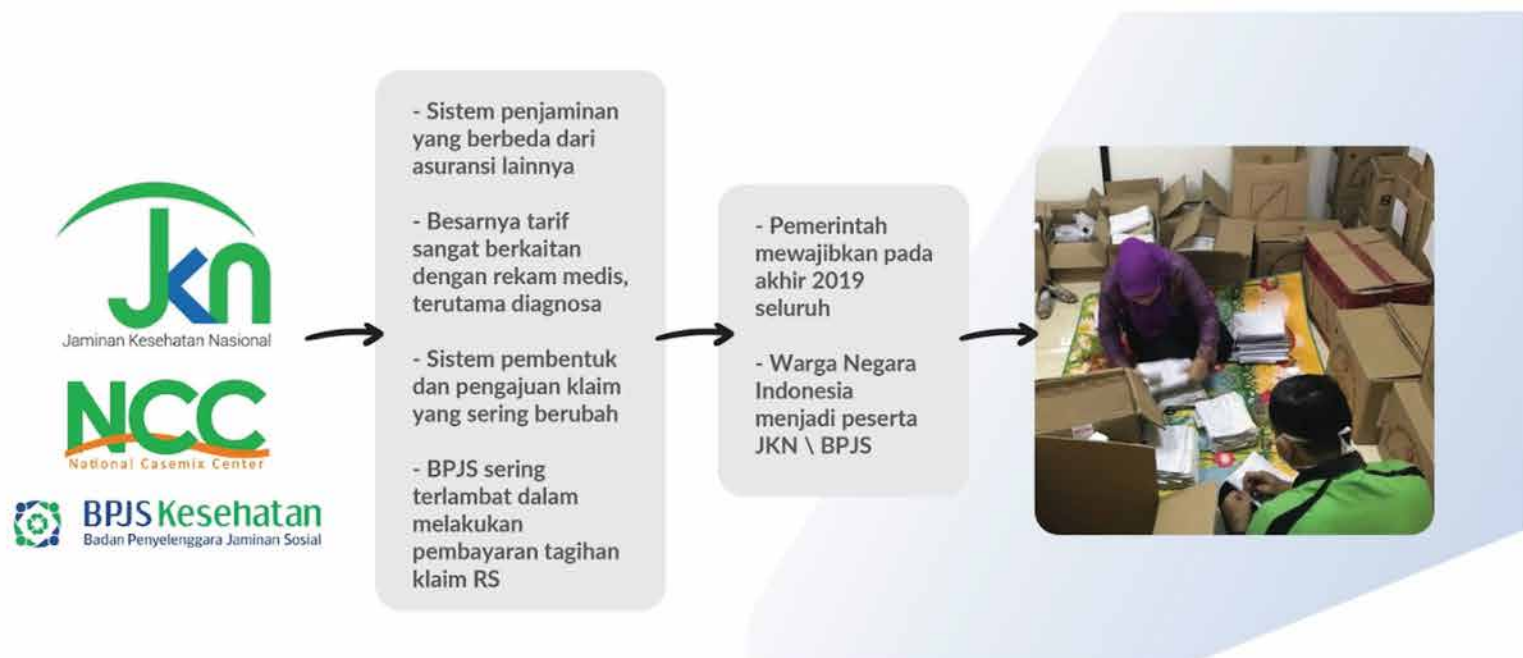 Jkn
Jaminan Kesehatan Nasional
NCC
National Casemix Center
BPJS Kesehatan
Badan Penyelenggara Jaminan Sosial
- Sistem penjaminan
yang berbeda dari
asuransi lainnya
- Besarnya tarif
sangat berkaitan
dengan rekam medis,
terutama diagnosa
- Sistem pembentuk
dan pengajuan klaim
yang sering berubah
- BPJS sering
terlambat dalam
melakukan
pembayaran tagihan
klaim RS
- Pemerintah
mewajibkan pada
akhir 2019
seluruh
- Warga Negara
Indonesia
menjadi peserta
JKN \ BPJS